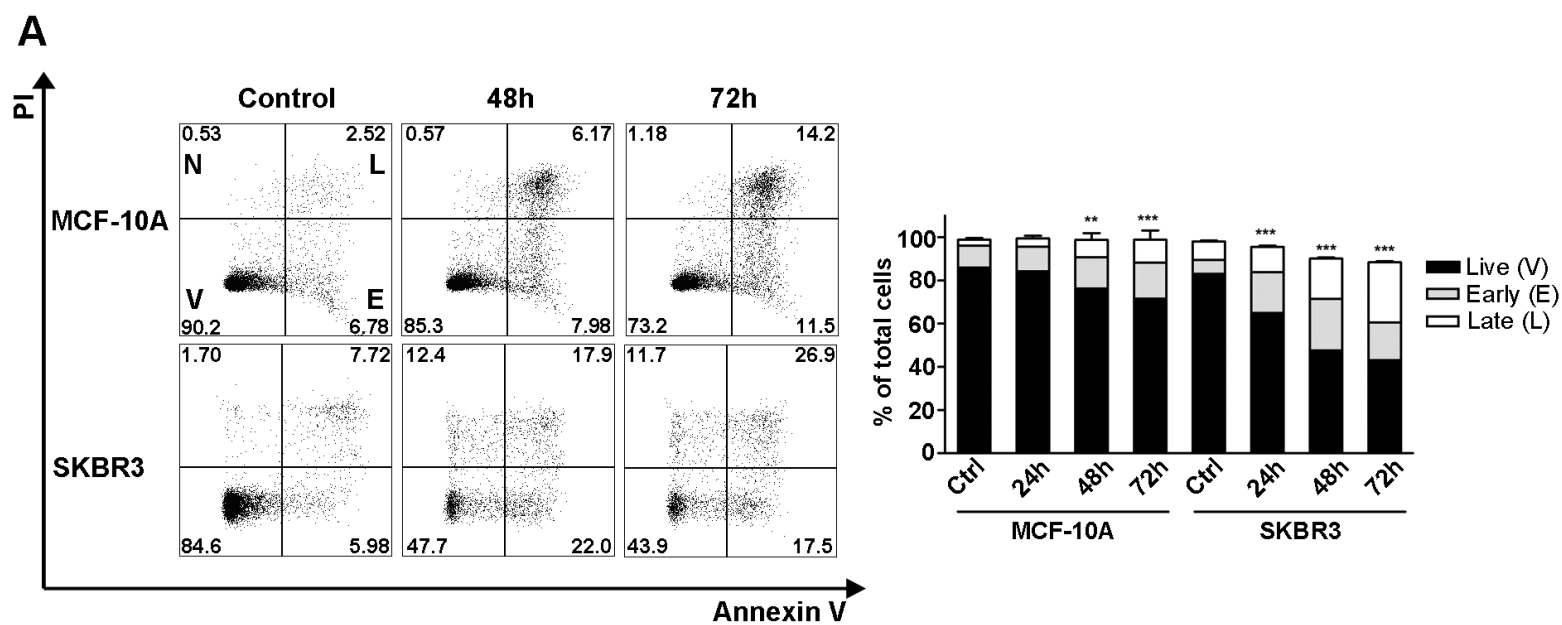 A
PI
Control
48h
72h
MCF-10A
0.53
2.52
N
L
V
E
90.2
6.78
0.57
6.17
85.3
7.98
1.18
14.2
73.2
11.5
SKBR3
1.70
7.72
84.6
5.98
12.4
17.9
47.7
22.0
11.7
26.9
43.9
17.5
Annexin V
% of total cells
100
80
60
40
20
0
** *** *** *** ***
Ctrl
24h
48h
72h
Ctrl
24h
48h
72h
MCF-10A
SKBR3
Live (V)
Early (E)
Late (L)